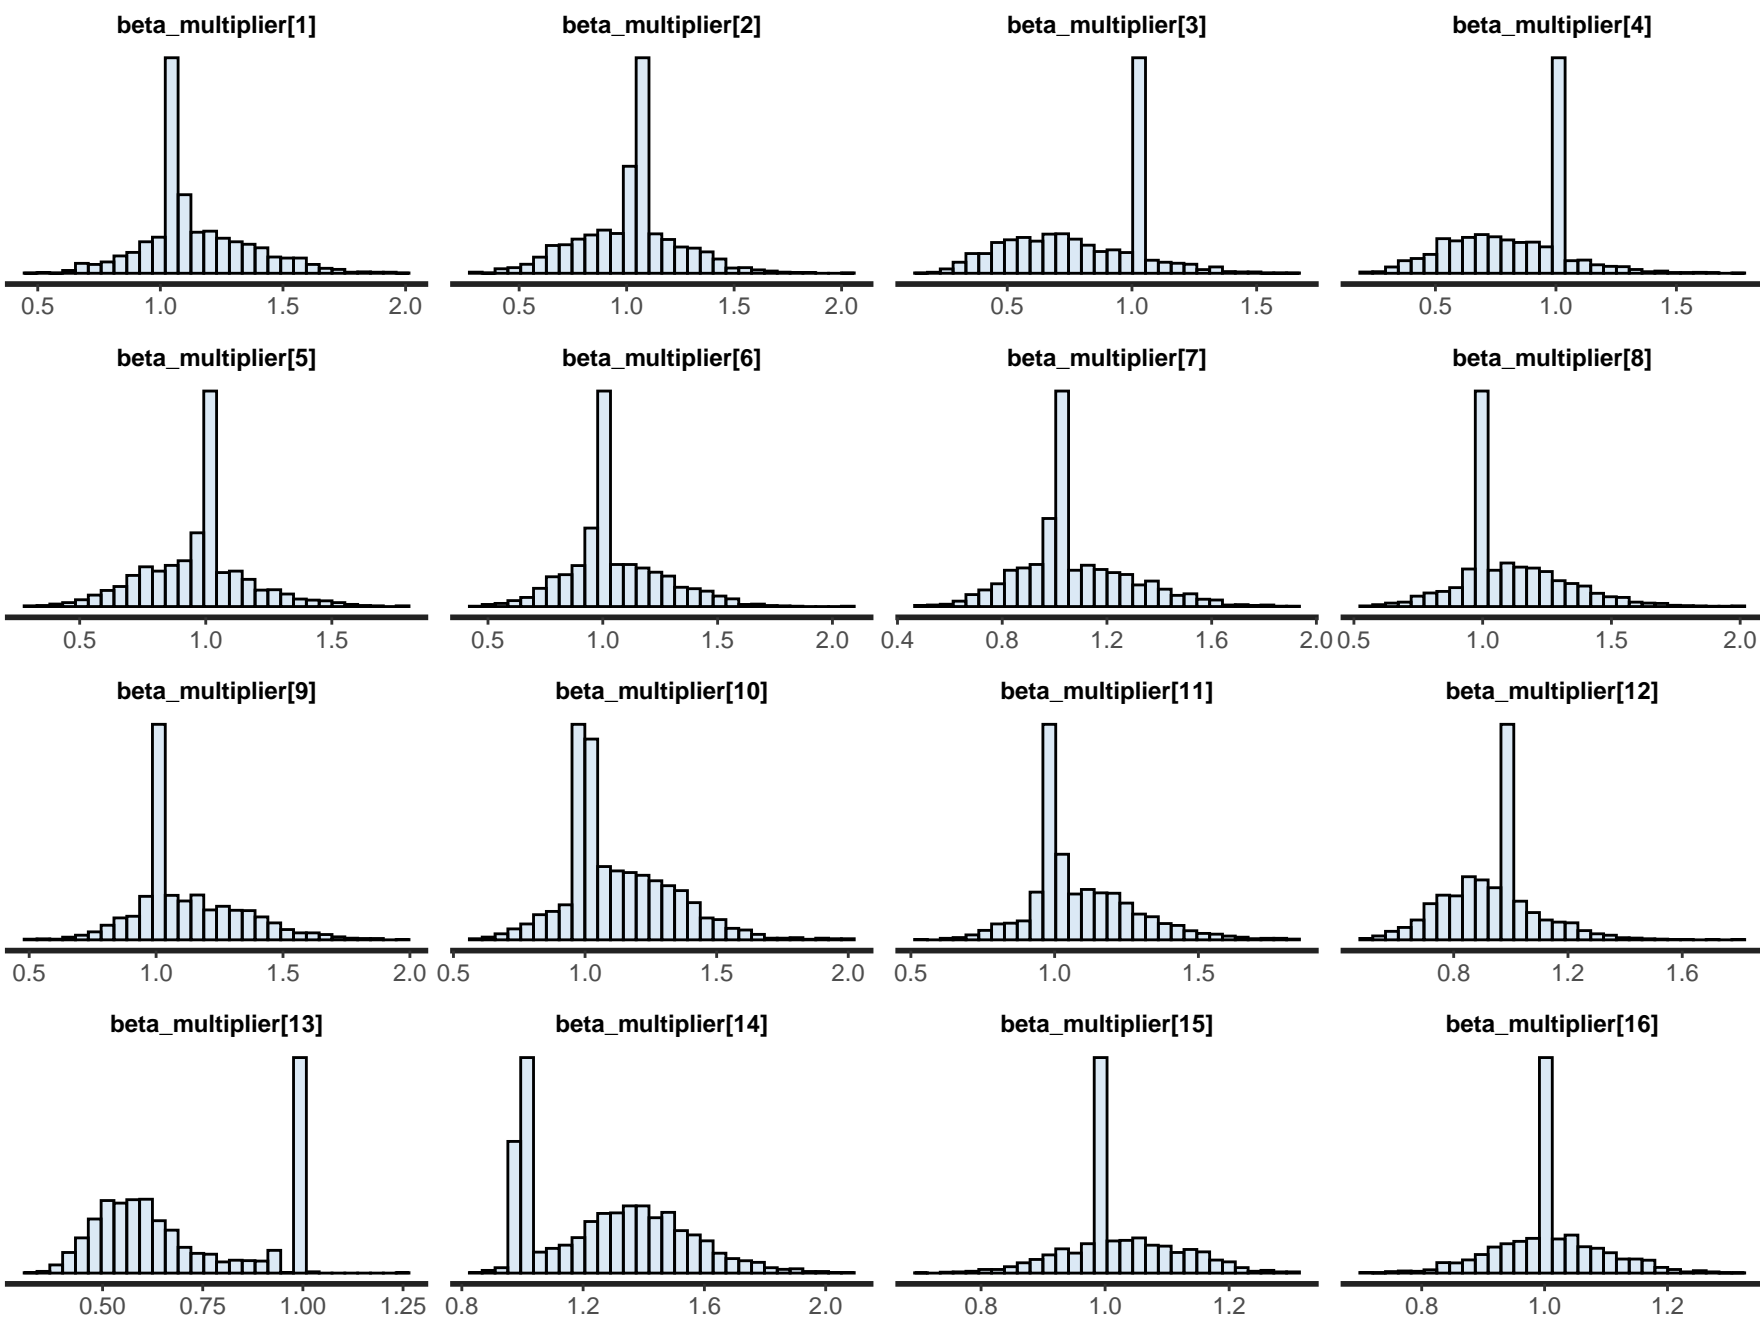 beta_multiplier[1] beta_multiplier[2] beta_multiplier[3] beta_multiplier[4]
0.5 1.0 1.5 2.0 0.5 1.0 1.5 2.0 0.5 1.0 1.5 0.5 1.0 1.5
beta_multiplier[5] beta_multiplier[6] beta_multiplier[7] beta_multiplier[8]
0.5 1.0 1.5 0.5 1.0 1.5 2.0 0.4 0.8 1.2 1.6 2.0 0.5 1.0 1.5 2.0
beta_multiplier[9] beta_multiplier[10] beta_multiplier[11] beta_multiplier[12]
0.5 1.0 1.5 2.0 0.5 1.0 1.5 2.0 0.5 1.0 1.5 0.8 1.2 1.6
beta_multiplier[13] beta_multiplier[14] beta_multiplier[15] beta_multiplier[16]
0.50 0.75 1.00 1.25 0.8 1.2 1.6 2.0 0.8 1.0 1.2 0.8 1.0 1.2